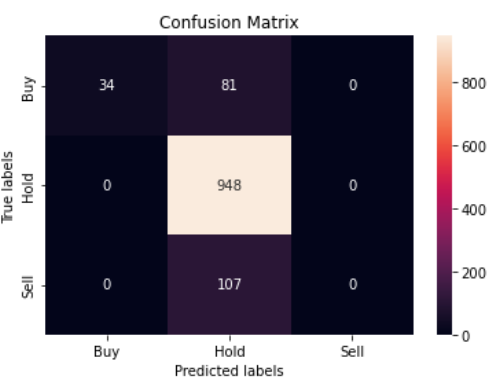 Confusion Matrix
Buy
34
81
0
Hold
0
948
0
Sell
0
107
0
True labels
Buy
Hold
Sell
Predicted labels
800
600
400
200
0